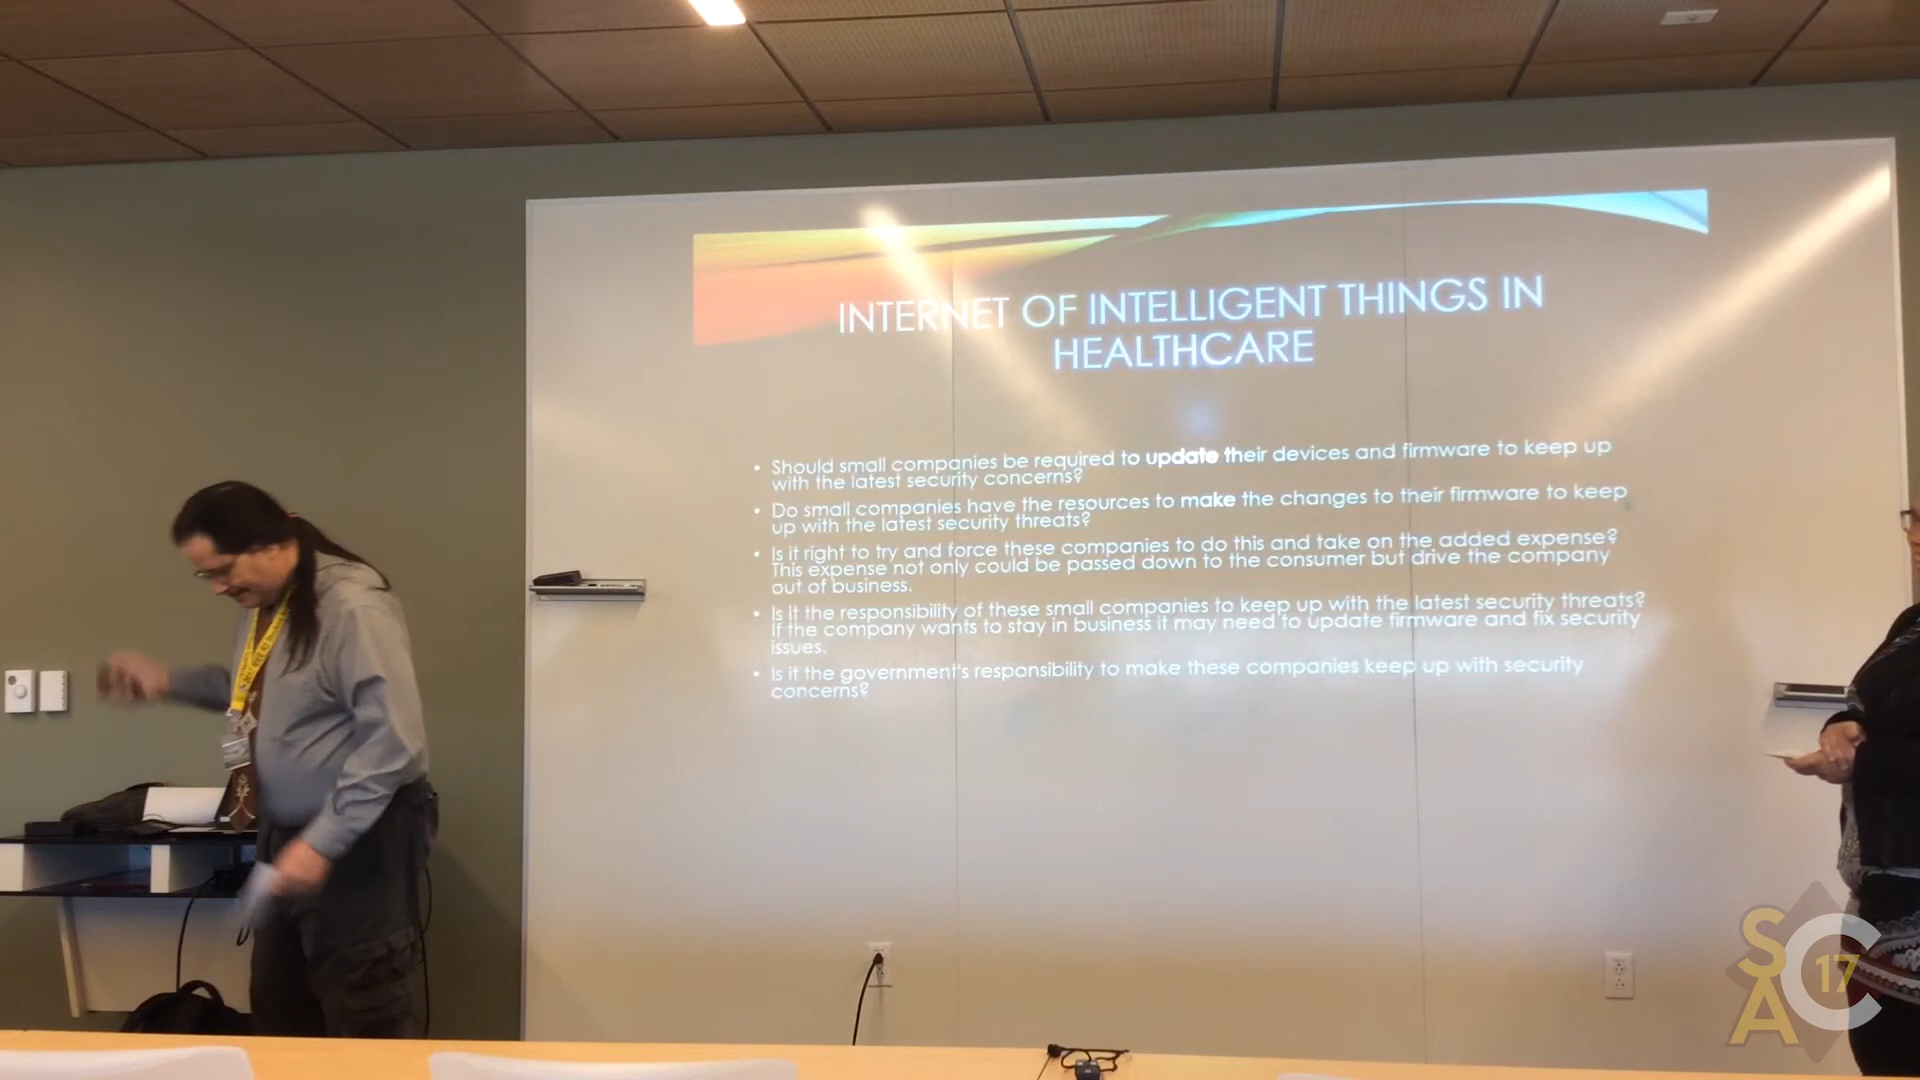 INTERNET OF INTELLIGENT THINGS IN
HEALTHCARE
• Should small companies be required to update their devices and firmware to keep up
with the latest security concerns?
• Do small companies have the resources to make the changes to their firmware to keep
up with the latest security threats?
• Is it right to try and force these companies to do this and take on the added expense?
This expense not only could be passed down to the consumer but drive the company
out of business.
• Is it the responsibility of these small companies to keep up with the latest security threats?
If the company wants to stay in business it may need to update firmware and fix security
issues.
• Is it the government's responsibility to make these companies keep up with security
concerns?
SAC
17